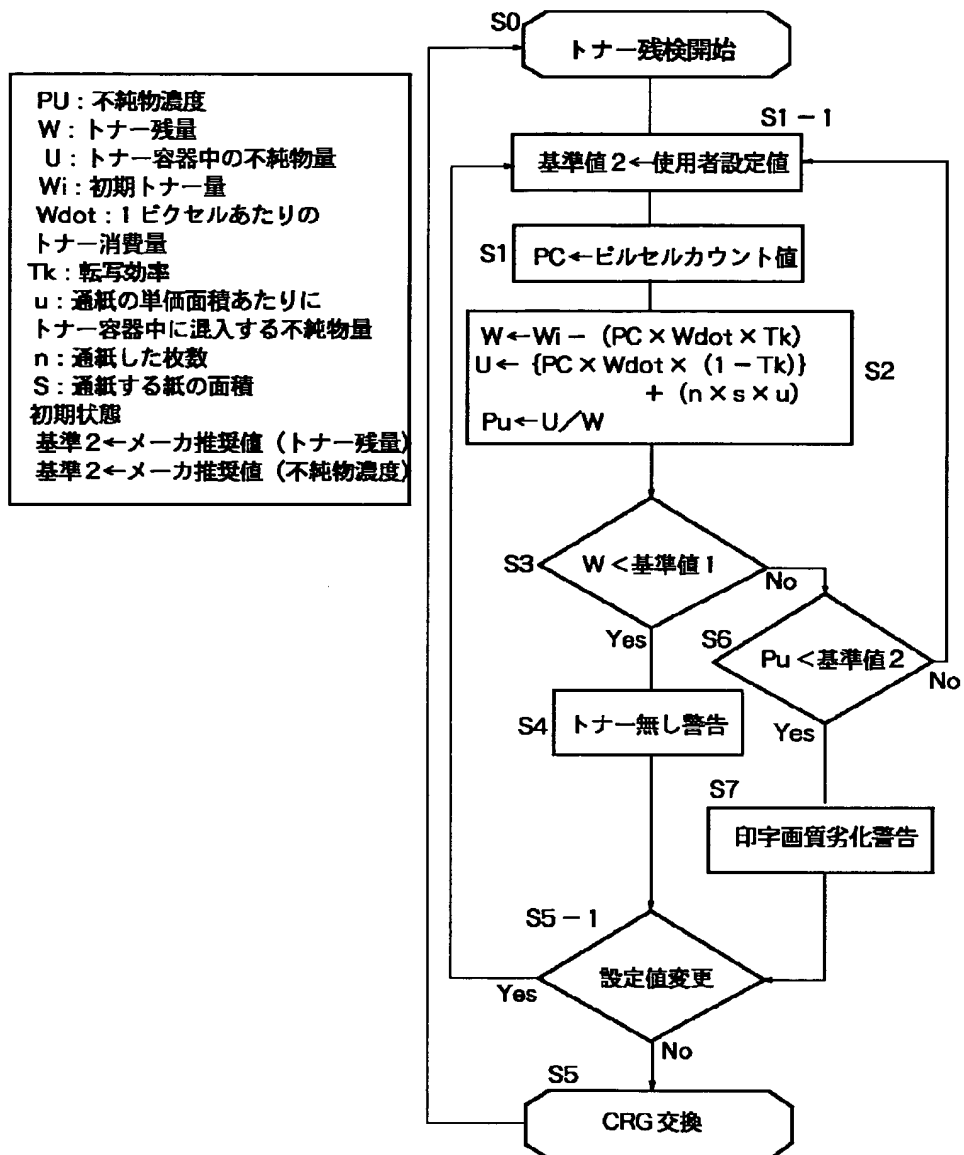 PU：不純物濃度
W：トナー残量
U：トナー容器中の不純物量
Wi：初期トナー量
Wdot：1ピクセルあたりの
トナー消費量
Tk：転写効率
u：通紙の単価面積あたりに
トナー容器中に混入する不純物量
n：通紙した枚数
S：通紙する紙の面積
初期状態
基準2←メーカ推奨値（トナー残量）
基準2←メーカ推奨値（不純物濃度）
S0
トナー残検開始
S1－1
基準値2←使用者設定値
S1
PC←ピルセルカウント値
W←Wi－（PC×Wdot×Tk）
U←｛PC×Wdot×（1－Tk）｝
＋（n×s×u）
Pu←U／W
S2
S3
W＜基準値1
No
Yes
S6
Pu＜基準値2
No
Yes
S4
トナー無し警告
S7
印字画質劣化警告
S5－1
設定値変更
Yes
No
S5
CRG交換